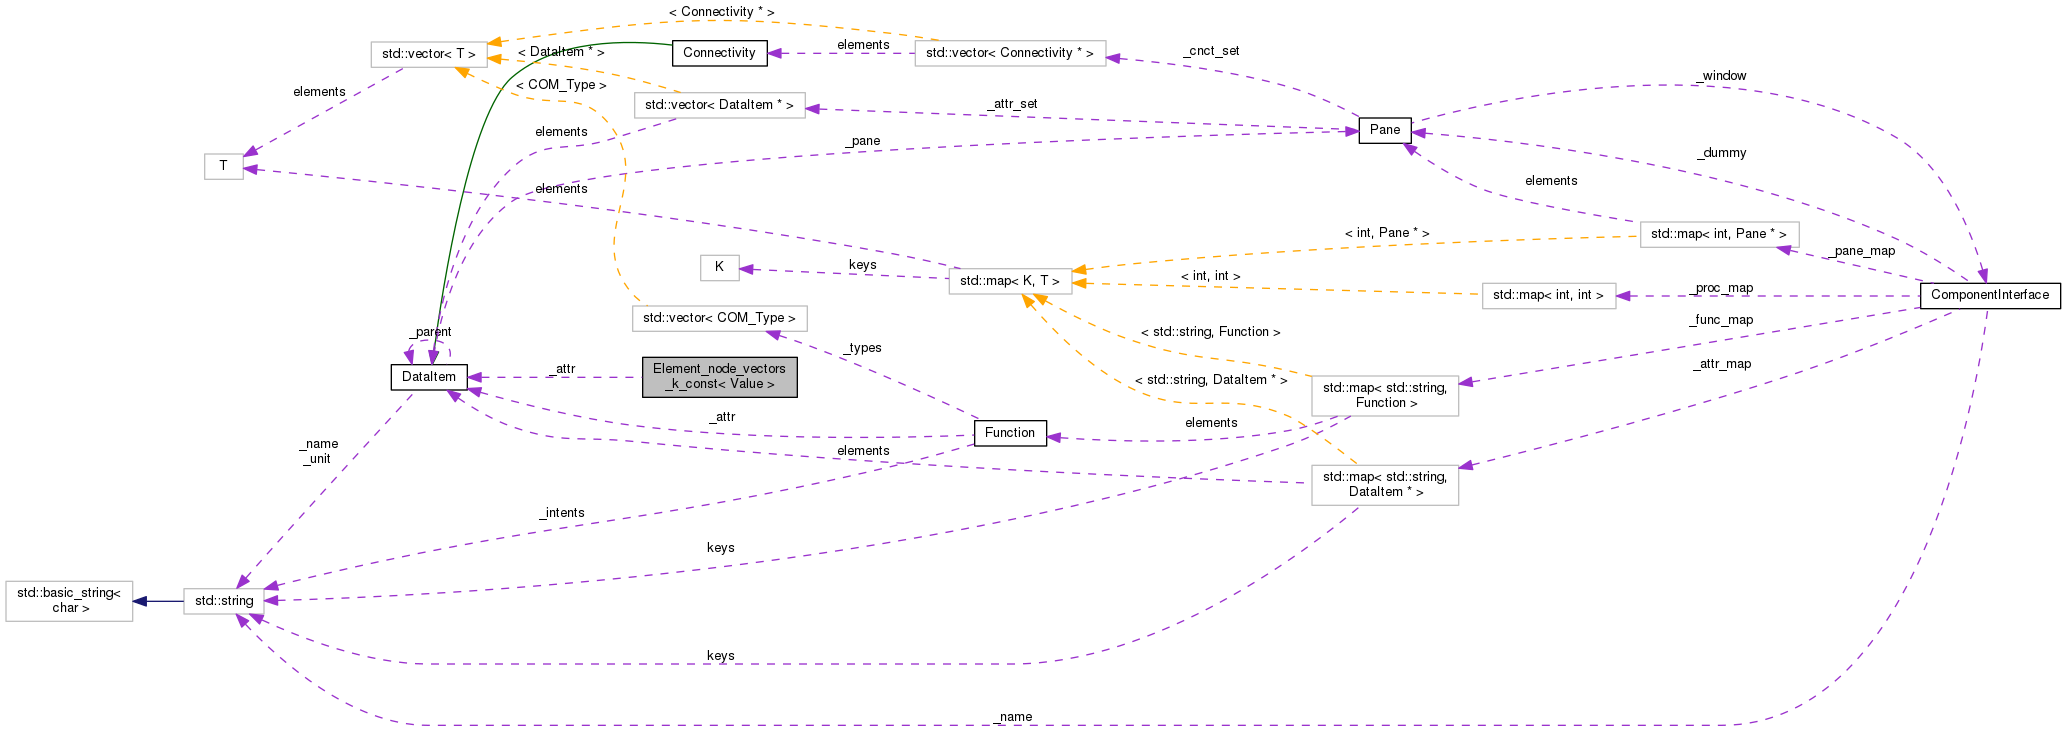 < Connectivity * >
std::vector< T >
< DataItem * >
Connectivity
elements
std::vector< Connectivity * >
_cnct_set
_window
elements
< COM_Type >
std::vector< DataItem * >
_attr_set
Pane
elements
_pane
_dummy
T
elements
elements
< int, Pane * >
std::map< int, Pane * >
_pane_map
K
keys
std::map< K, T >
< int, int >
std::map< int, int >
_proc_map
ComponentInterface
std::vector< COM_Type >
_parent
_types
< std::string, Function >
_func_map
DataItem
_attr
Element_node_vectors
_k_const< Value >
< std::string, DataItem * >
std::map< std::string,
Function >
_attr_map
_attr
Function
elements
_name
_unit
elements
std::map< std::string,
DataItem * >
_intents
keys
std::basic_string<
char >
std::string
keys
_name